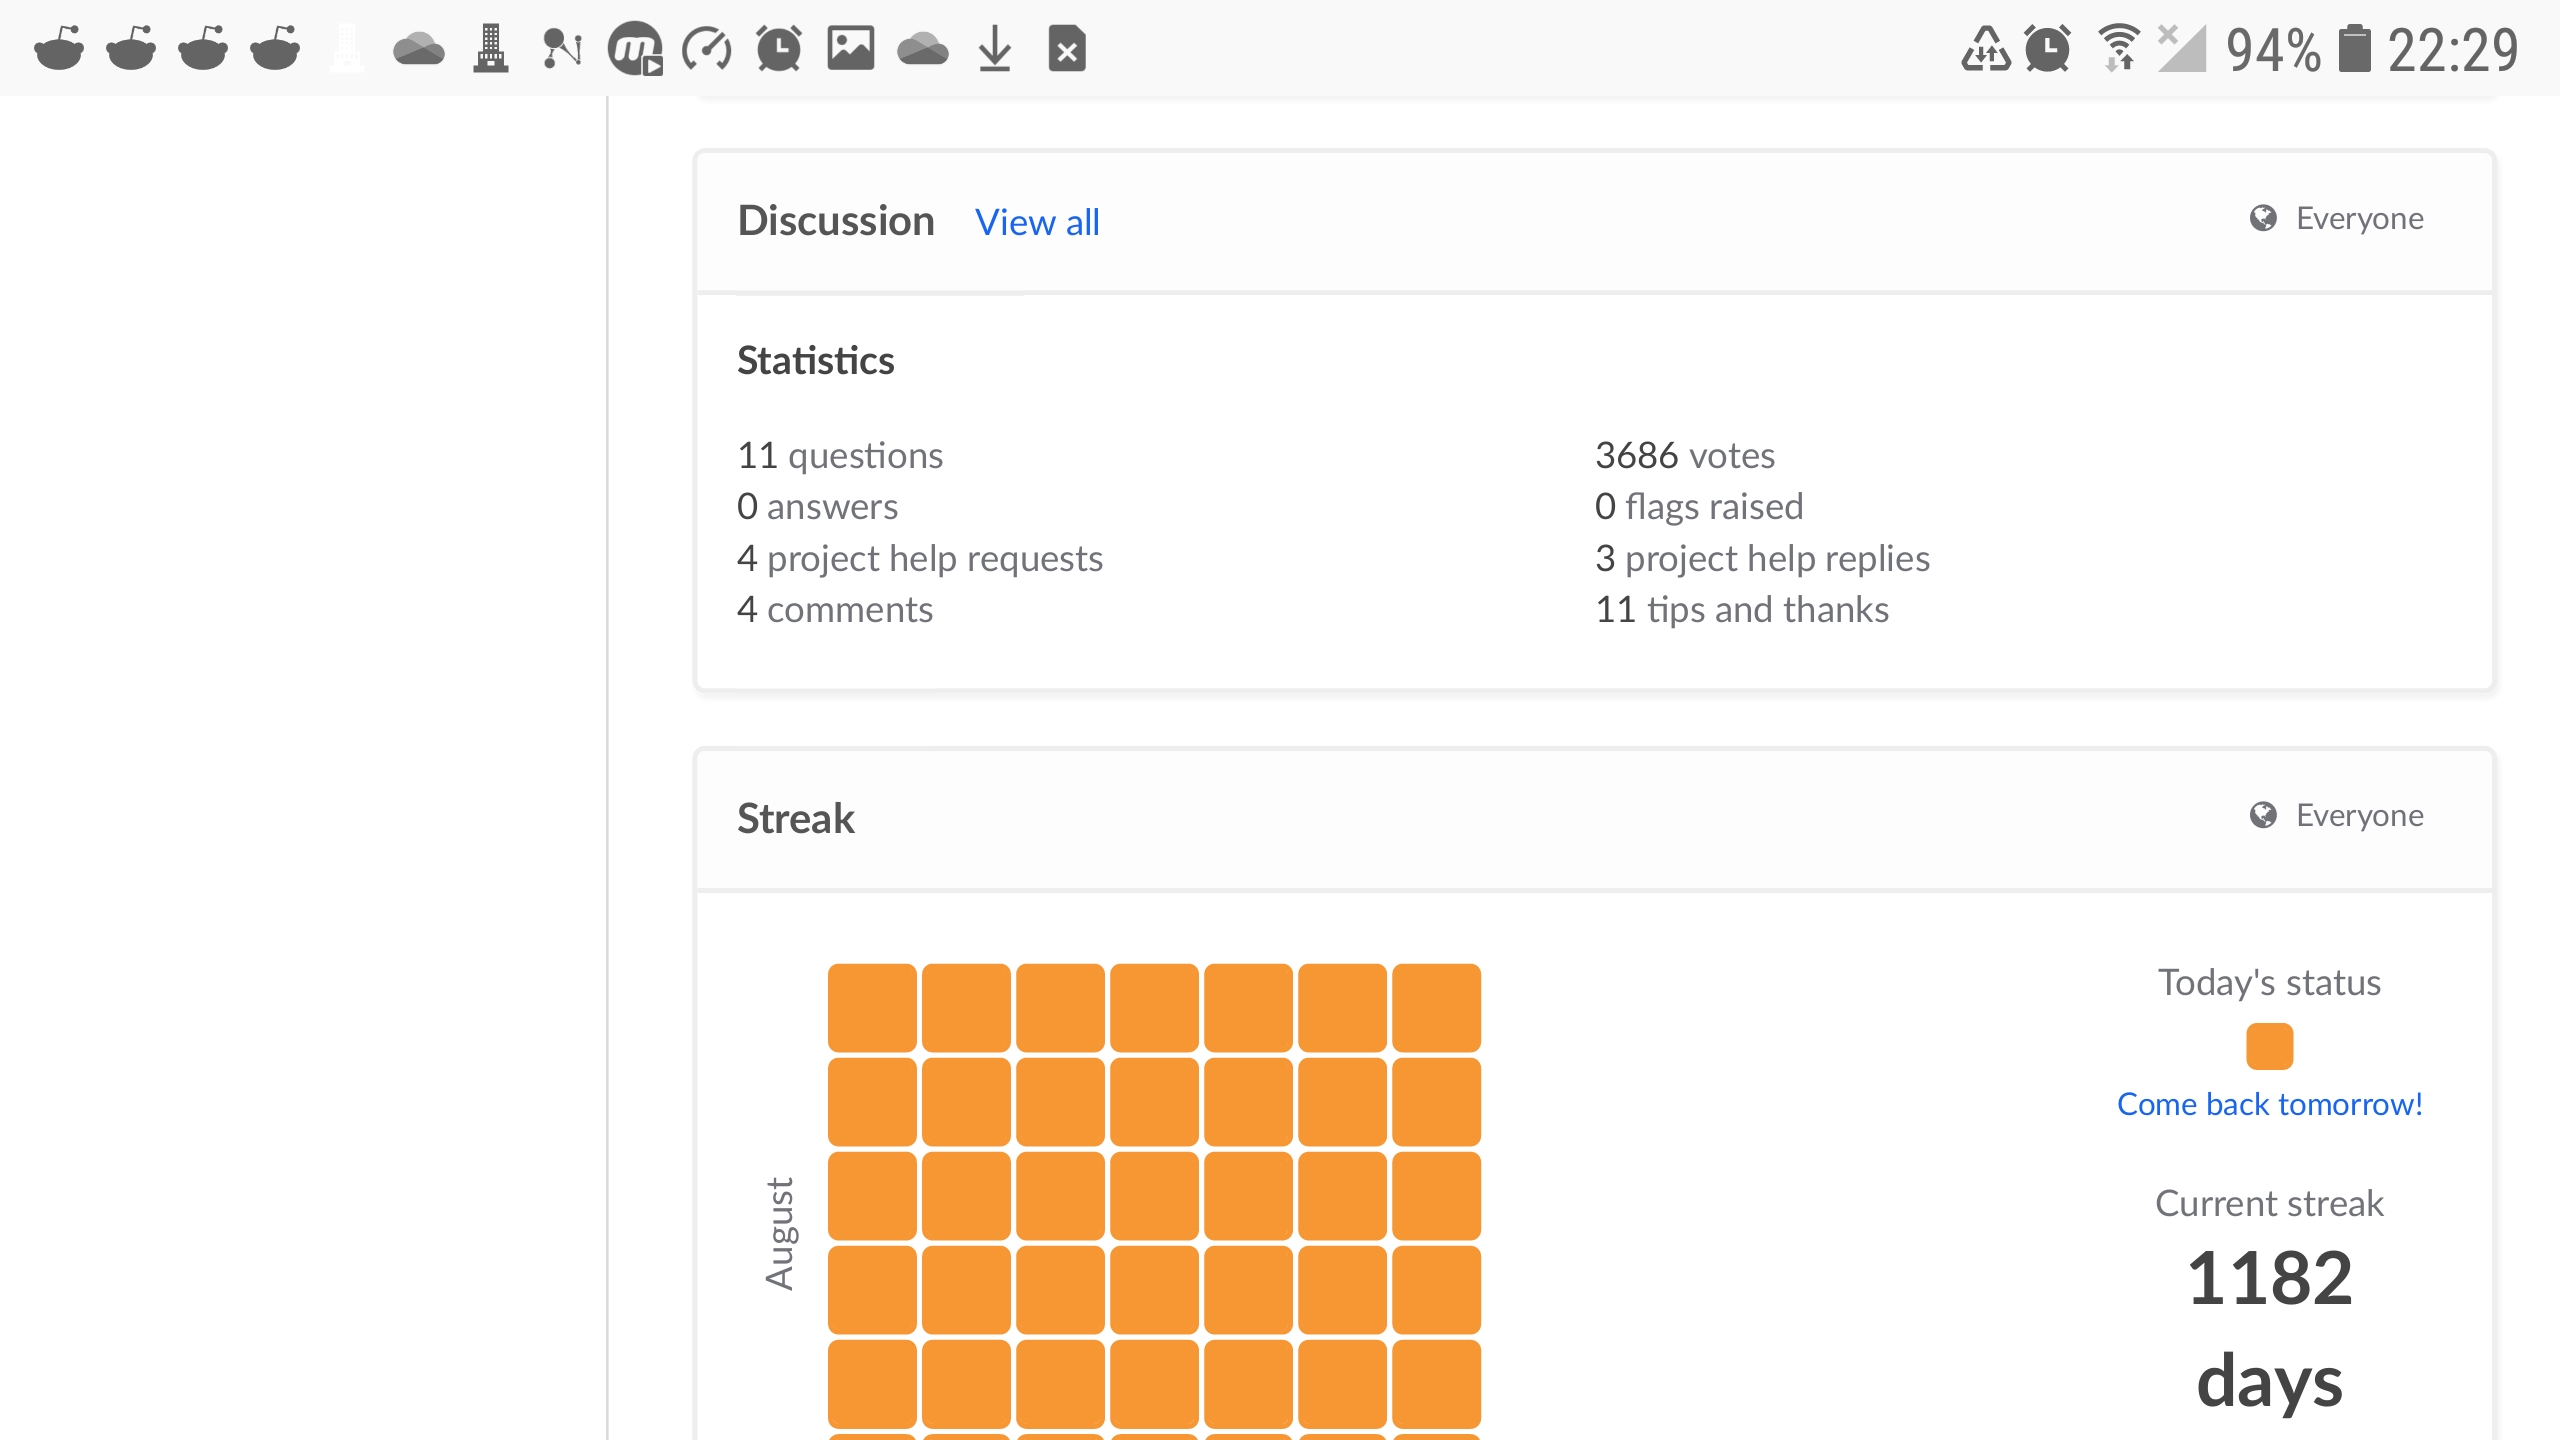 94% 22:29
Discussion View all Everyone
Statistics
11 questions
0 answers
4 project help requests
4 comments
3686 votes
0 flags raised
3 project help replies
11 tips and thanks
Streak Everyone
August
Today's status
Come back tomorrow!
Current streak
1182
days